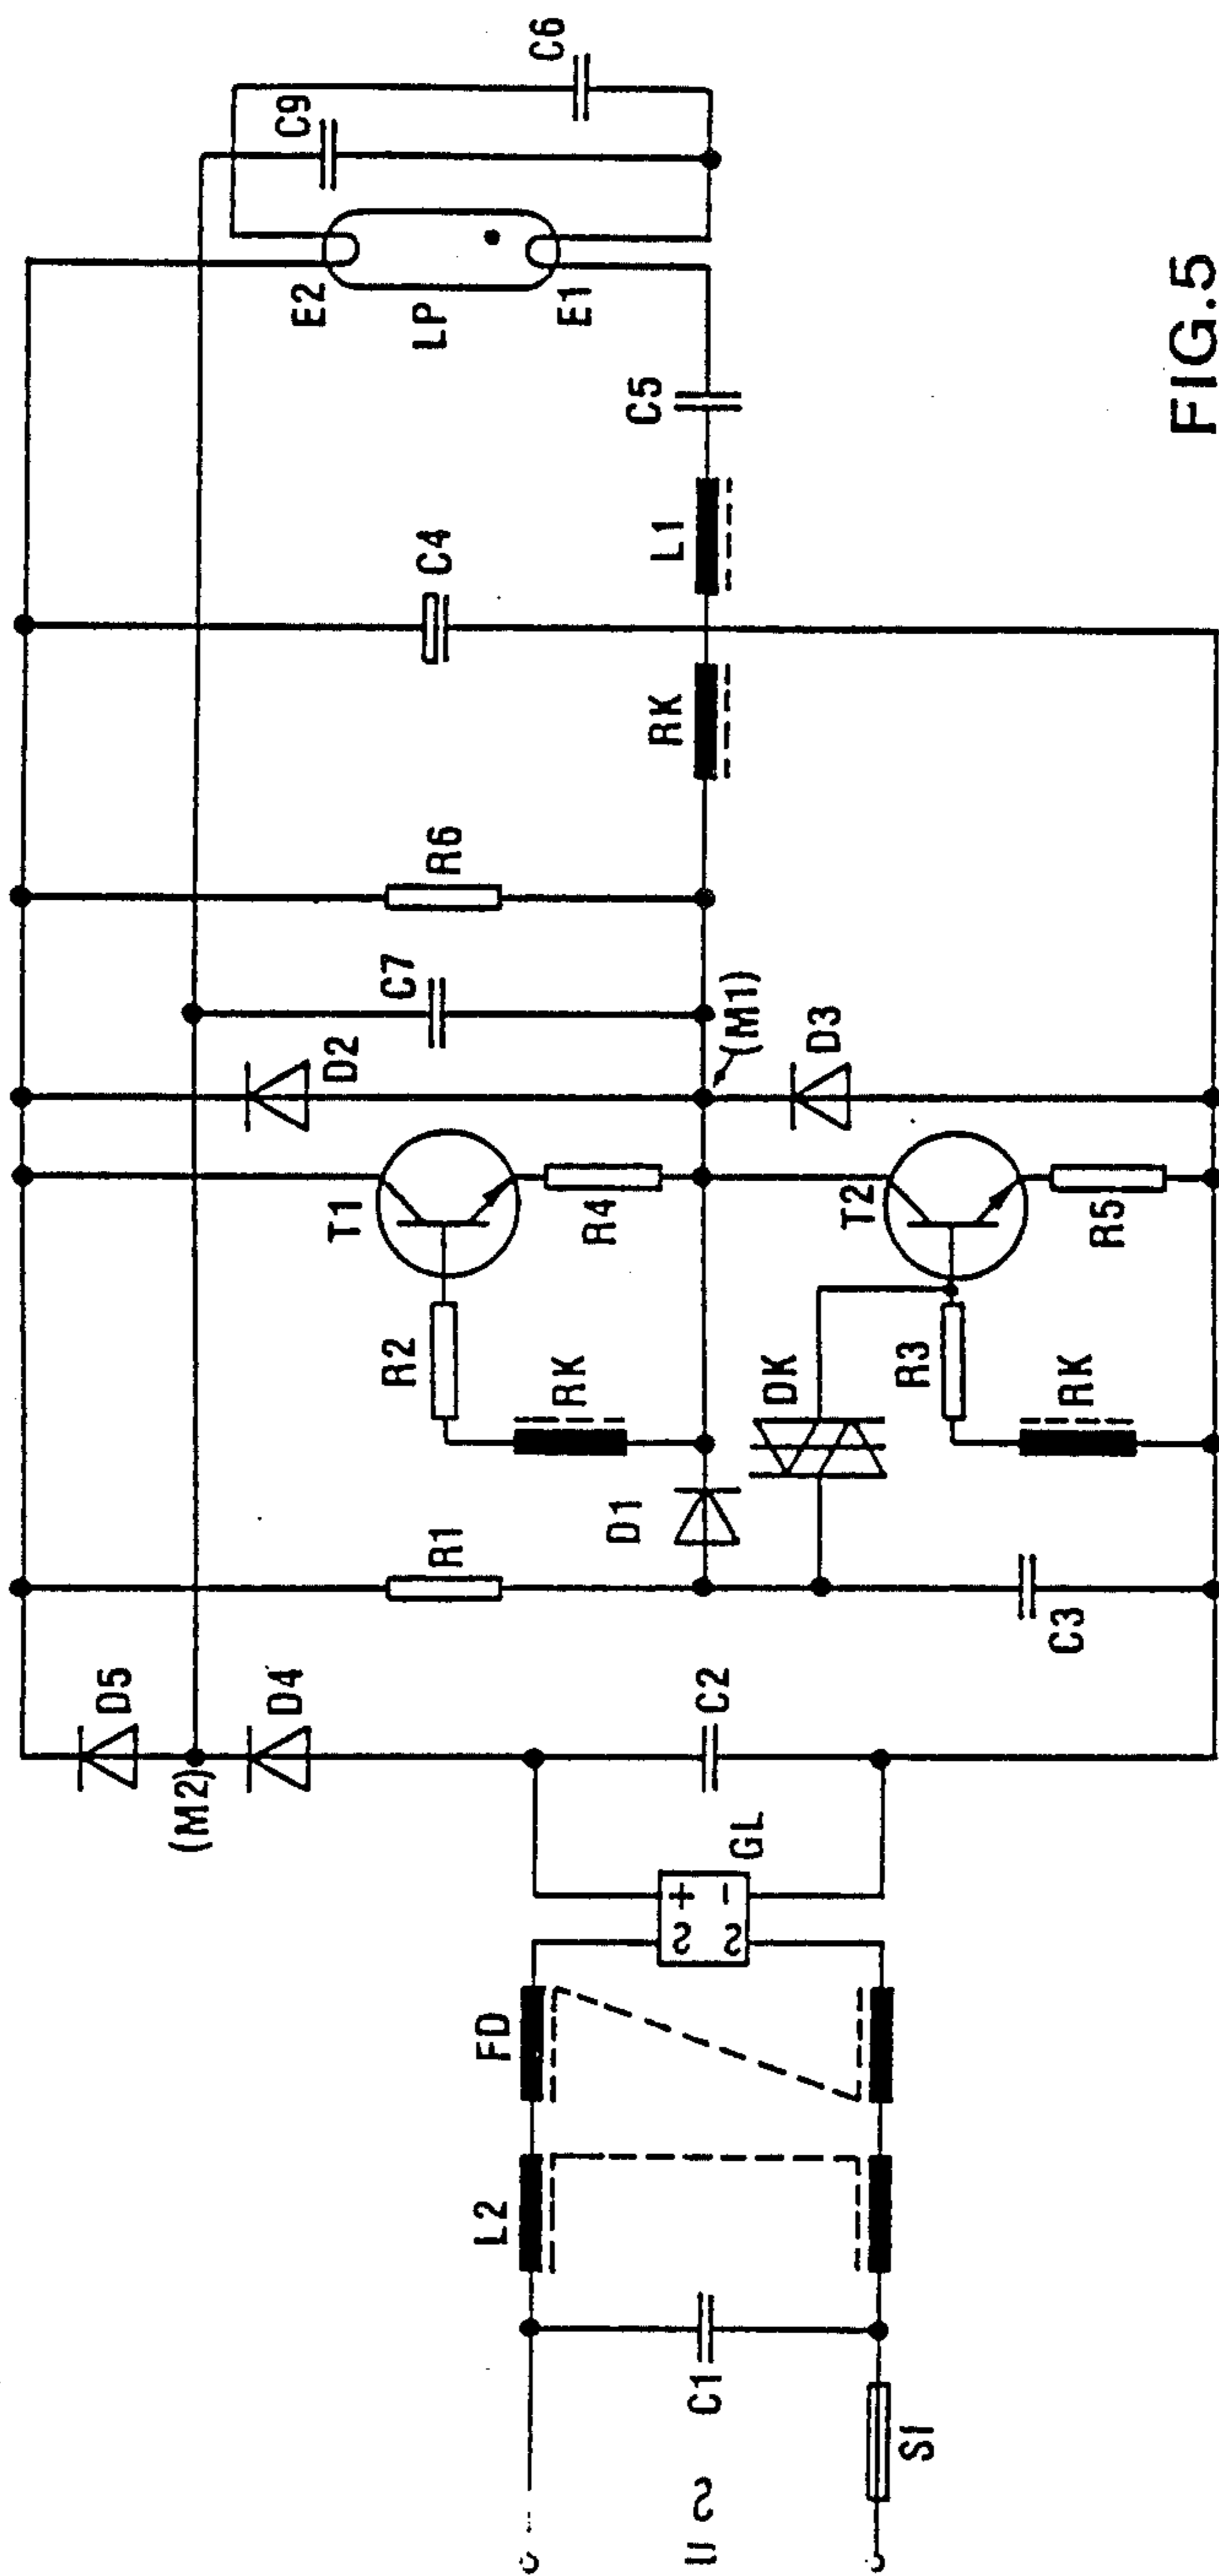 U ~
SI
C1
L2
FD
GL
~ +
~ -
C2
(M2)
D4
D5
R1
C3
D1
RK
R2
T1
R4
DK
R3
RK
T2
R5
D2
D3
(M1)
C7
R6
RK
C4
L1
C5
E2
LP
E1
C9
C6
FIG.5